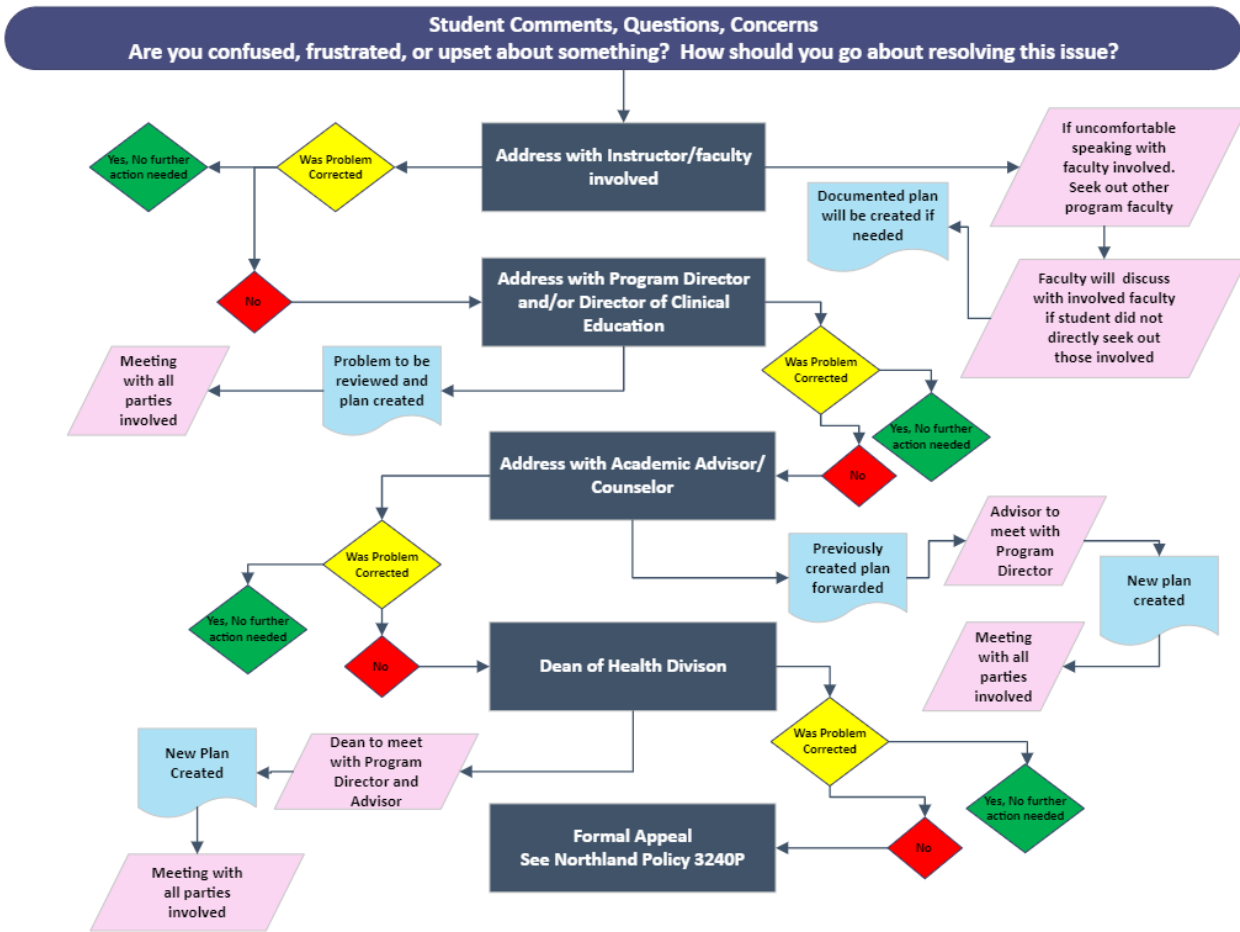 Student Comments, Questions, Concerns
Are you confused, frustrated, or upset about something? How should you go about resolving this issue?
Yes, No further
action needed
Was Problem
Corrected
Address with Instructor/faculty
involved
If uncomfortable
speaking with
faculty involved.
Seek out other
program faculty
Documented plan
will be created if
needed
No
Address with Program Director
and/or Director of Clinical
Education
Faculty will discuss
with involved faculty
if student did not
directly seek out
those involved
Meeting
with all
parties
involved
Problem to be
reviewed and
plan created
Was Problem
Corrected
Yes, No further
action needed
Address with Academic Advisor/
Counselor
No
Was Problem
Corrected
Previously
created plan
forwarded
Advisor to
meet with
Program
Director
New plan
created
Yes, No further
action needed
No
Dean of Health Divison
Meeting
with all
parties
involved
New Plan
Created
Dean to meet
with Program
Director and
Advisor
Was Problem
Corrected
Yes, No further
action needed
Formal Appeal
See Northland Policy 3240P
No
Meeting with
all parties
involved